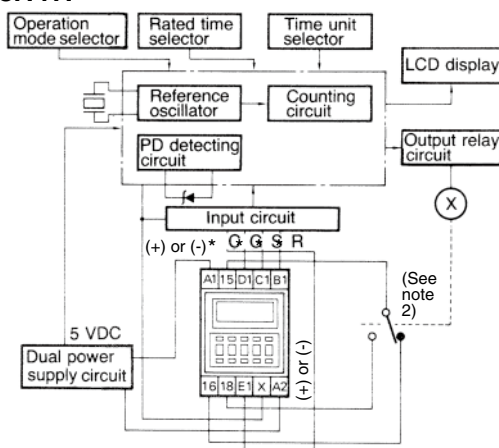 Operation
mode selector
Rated time
selector
Time unit
selector
LCD display
Reference
oscillator
Counting
circuit
PD detecting
circuit
Output relay
circuit
X
Input circuit
(+) or (-)*
R
A1 15 D1 C1 B1
(See
note
2)
5 VDC
Dual power
supply circuit
(+) or (-)
16 18 E1 X A2